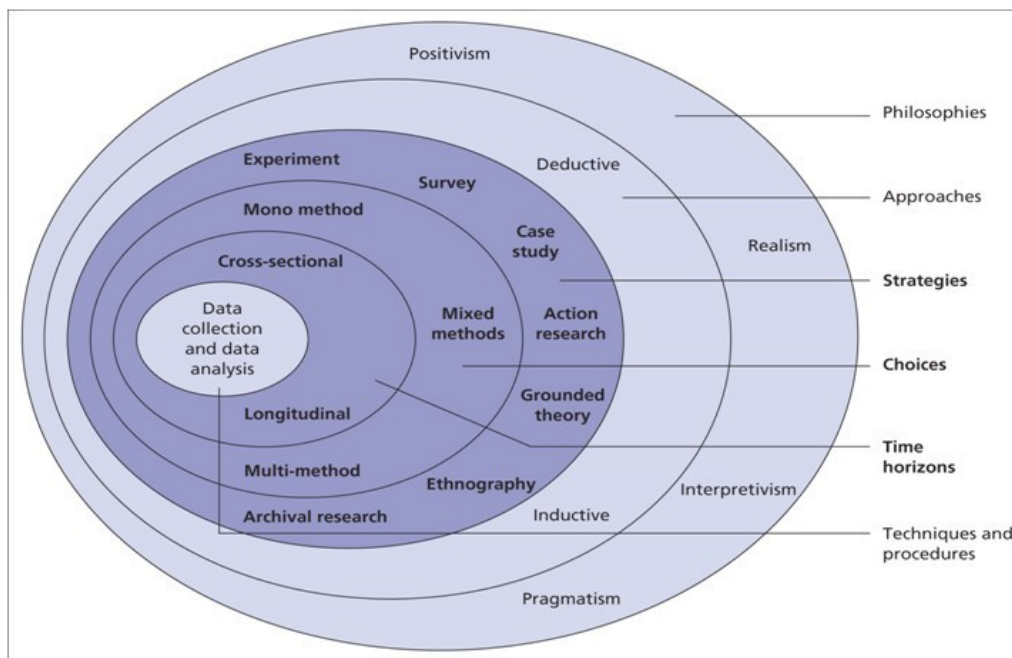 Positivism
Philosophies
Experiment
Deductive
Survey
Approaches
Mono method
Case
study
Realism
Cross-sectional
Strategies
Data
collection
and data
analysis
Mixed
methods
Action
research
Choices
Grounded
theory
Longitudinal
Time
horizons
Multi-method
Ethnography
Interpretivism
Archival research
Inductive
Techniques and
procedures
Pragmatism